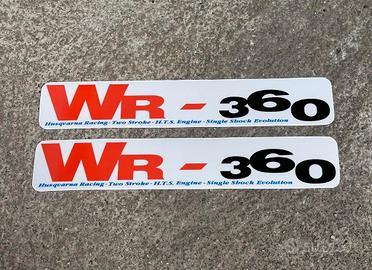 WR - 360
Husqvarna Racing · Two Stroke · H.T.S. Engine · Single Shock Evolution
WR - 360
Husqvarna Racing · Two Stroke · H.T.S. Engine · Single Shock Evolution